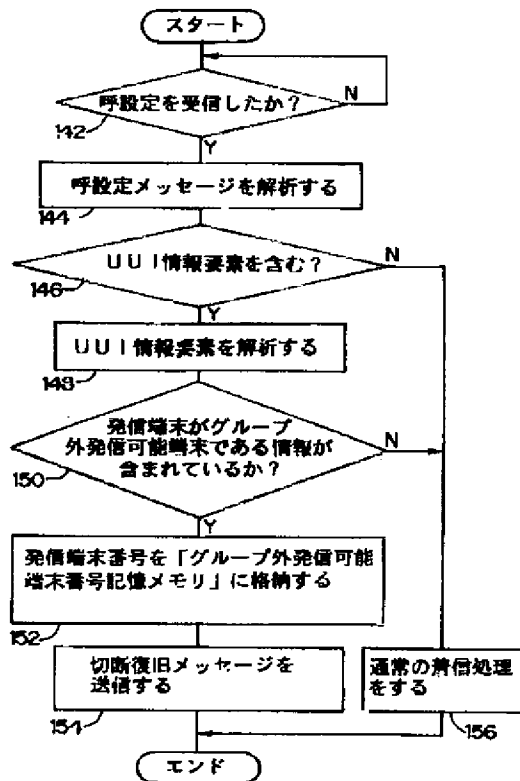 スタート
呼設定を受信したか?
N
142
Y
呼設定メッセージを解析する
144
UUI情報要素を含む?
N
146
Y
UUI情報要素を解析する
148
発信端末がグループ
外発信可能端末である情報が
含まれているか?
N
150
Y
発信端末番号を「グループ外発信可能
端末番号記憶メモリ」に格納する
152
切断復旧メッセージを
送信する
154
通常の着信処理
をする
156
エンド